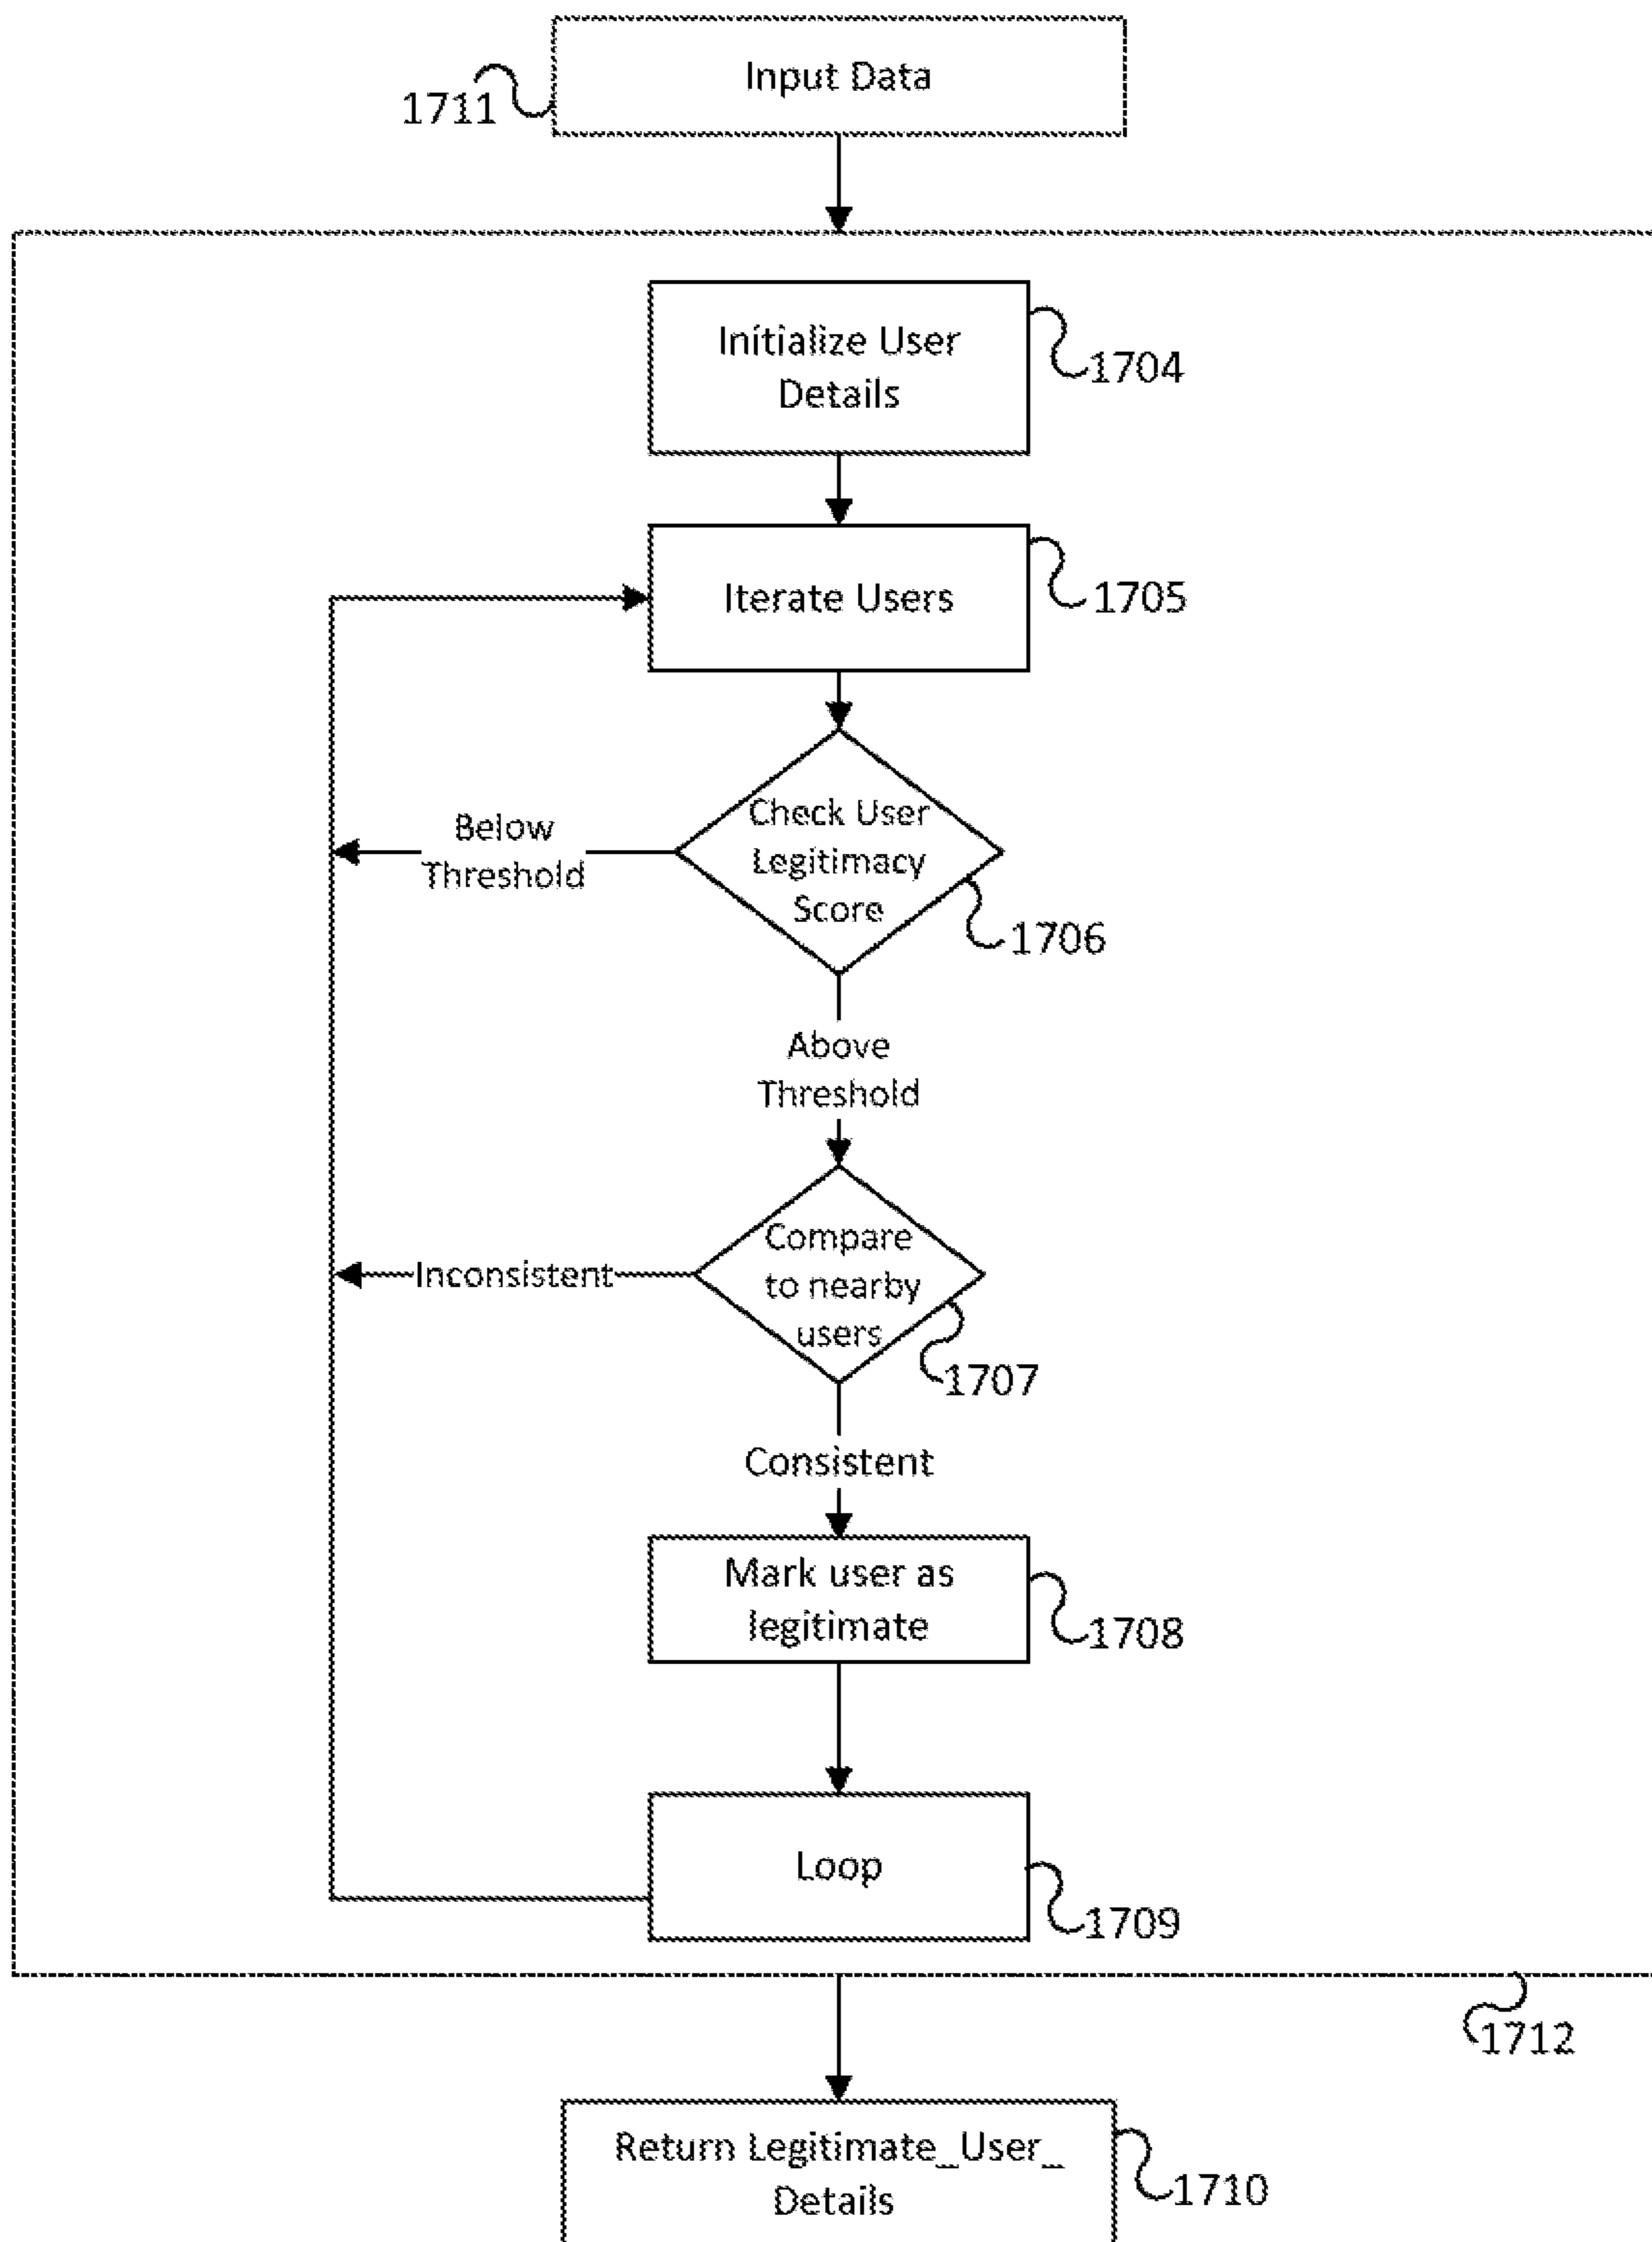 Input Data
1711
Initialize User
Details
1704
Iterate Users
1705
Check User
Legitimacy
Score
1706
Below
Threshold
Above
Threshold
Compare
to nearby
users
1707
Inconsistent
Consistent
Mark user as
legitimate
1708
Loop
1709
1712
Return Legitimate_User_
Details
1710